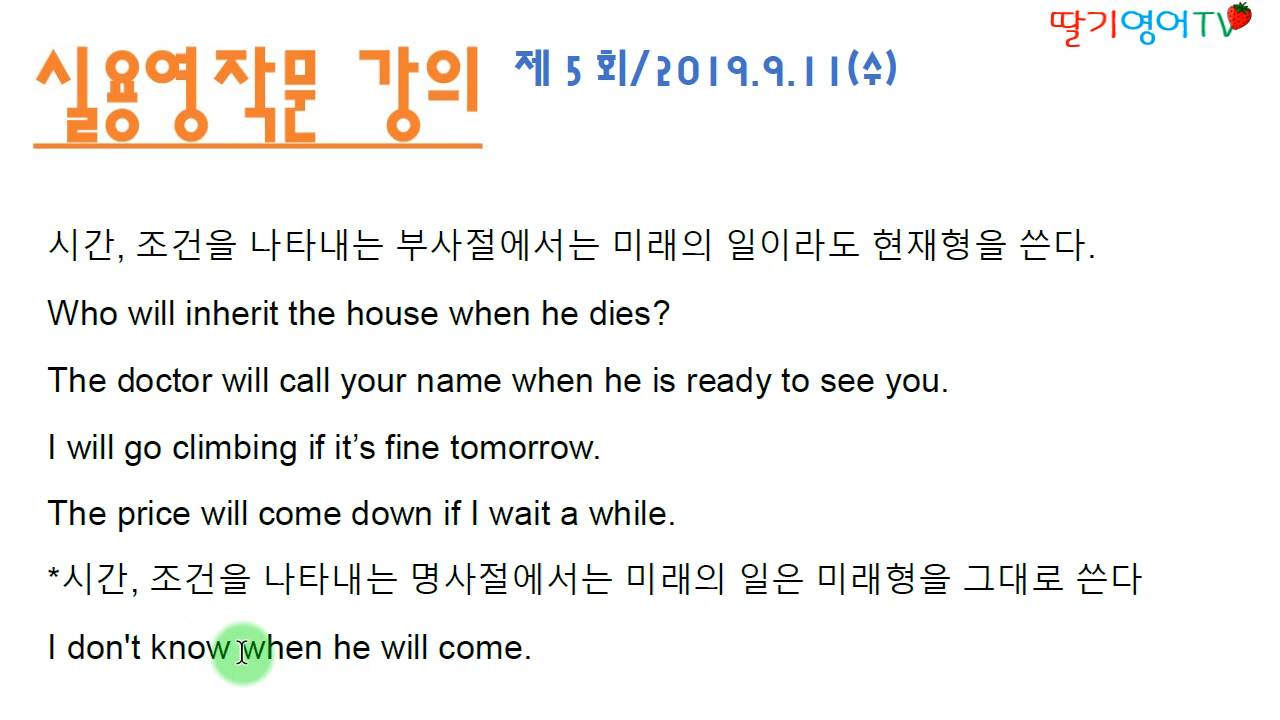 딸기영어TV
실용영작문 강의 제 5 회/2019.9.11(수)
시간, 조건을 나타내는 부사절에서는 미래의 일이라도 현재형을 쓴다.
Who will inherit the house when he dies?
The doctor will call your name when he is ready to see you.
I will go climbing if it’s fine tomorrow.
The price will come down if I wait a while.
*시간, 조건을 나타내는 명사절에서는 미래의 일은 미래형을 그대로 쓴다
I don't know when he will come.